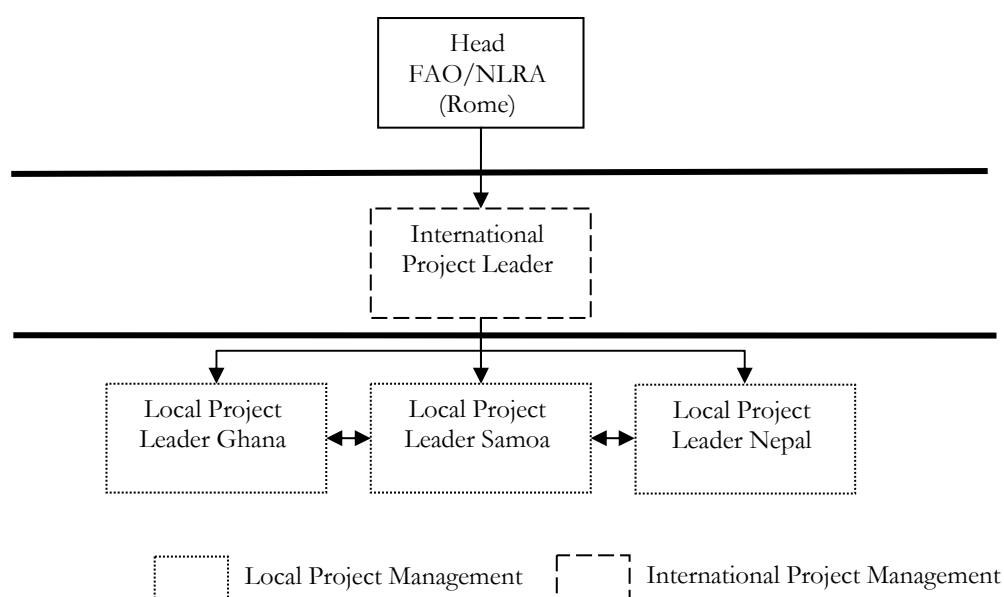 Head
FAO/NLRA
(Rome)
International
Project Leader
Local Project
Leader Ghana
Local Project
Leader Samoa
Local Project
Leader Nepal
Local Project Management
International Project Management